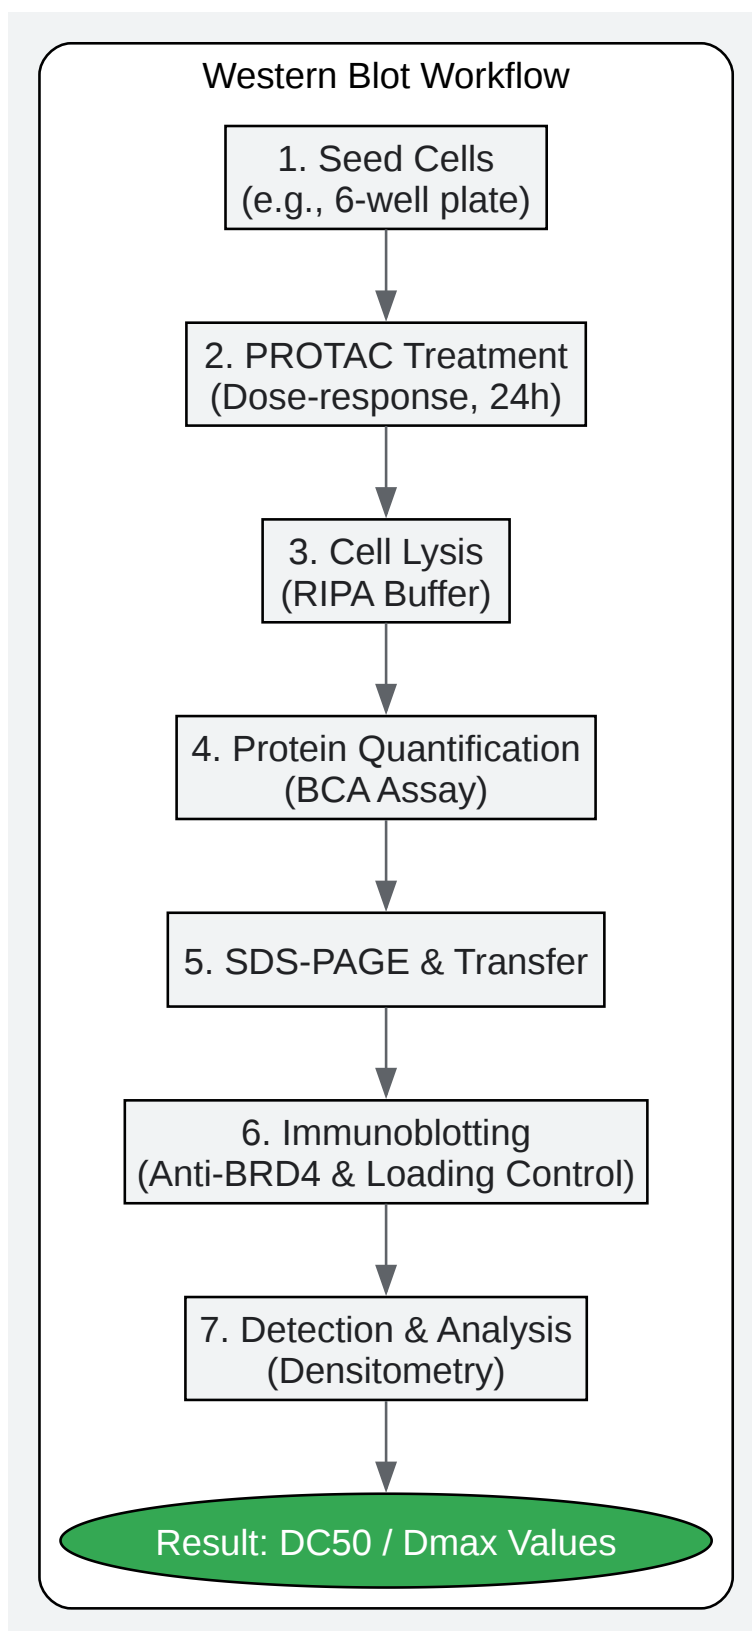 Western Blot Workflow
1. Seed Cells
(e.g., 6-well plate)
2. PROTAC Treatment
(Dose-response, 24h)
3. Cell Lysis
(RIPA Buffer)
4. Protein Quantification
(BCA Assay)
5. SDS-PAGE & Transfer
6. Immunoblotting
(Anti-BRD4 & Loading Control)
7. Detection & Analysis
(Densitometry)
Result: DC50 / Dmax Values